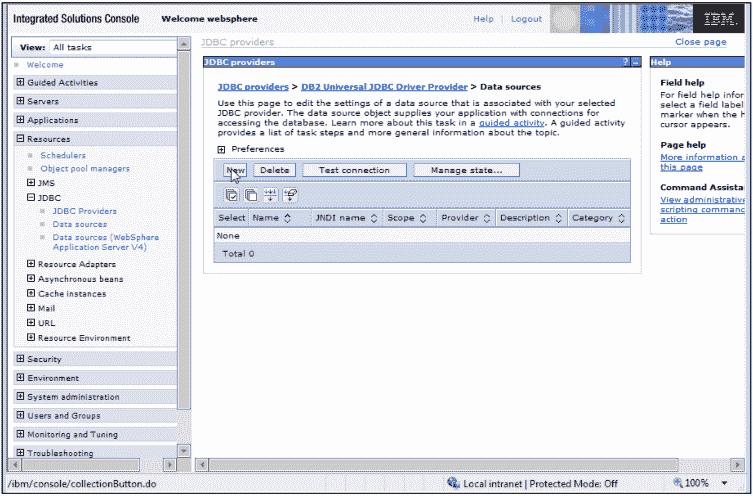 Integrated Solutions Console Welcome websphere Help | Logout IBM.
View: All tasks
Welcome
Guided Activities
Servers
Applications
Resources
Schedulers
Object pool managers
JMS
JDBC
JDBC Providers
Data sources
Data sources (WebSphere
Application Server V4)
Resource Adapters
Asynchronous beans
Cache instances
Mail
URL
Resource Environment
Security
Environment
System administration
Users and Groups
Monitoring and Tuning
Troubleshooting
JDBC providers Close page
JDBC providers ? -
JDBC providers > DB2 Universal JDBC Driver Provider > Data sources
Use this page to edit the settings of a data source that is associated with your selected
JDBC provider. The data source object supplies your application with connections for
accessing the database. Learn more about this task in a guided activity. A guided activity
provides a list of task steps and more general information about the topic.
Preferences
New Delete Test connection Manage state...
Select Name JNDI name Scope Provider Description Category
None
Total 0
Help
Field help
For field help infor
select a field label
marker when the h
cursor appears.
Page help
More information a
this page
Command Assista
View administrative
scripting command
action
/ibm/console/collectionButton.do Local intranet | Protected Mode: Off 100%